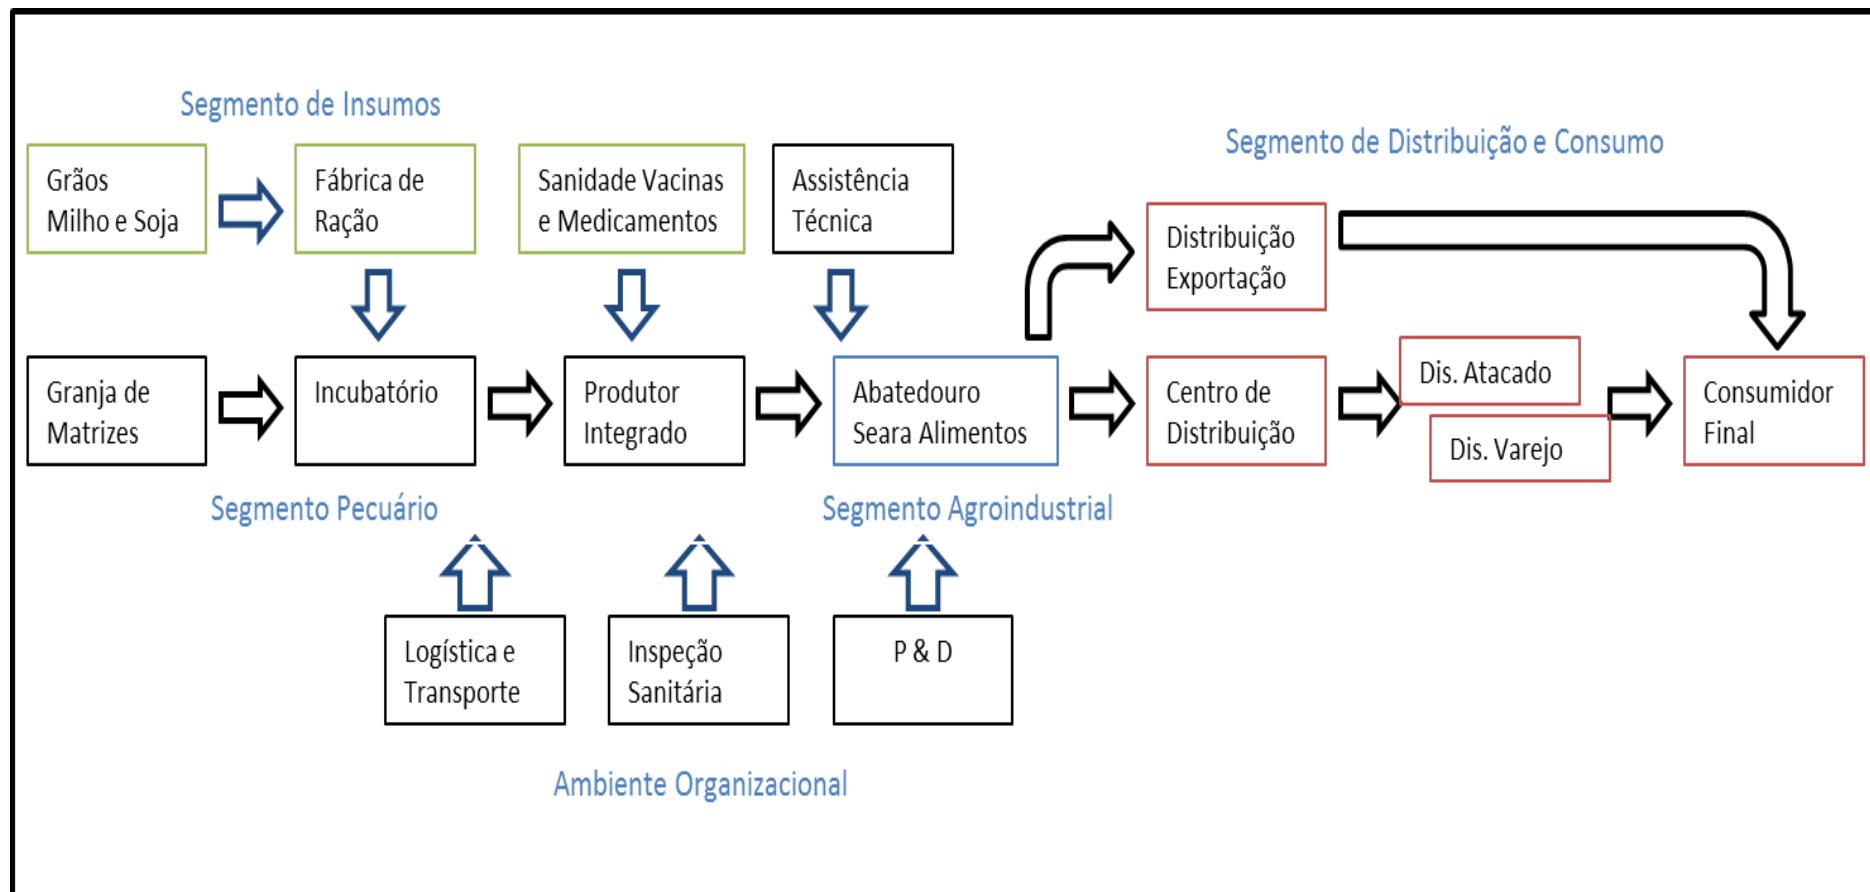 Segmento de Insumos
Segmento de Distribuição e Consumo
Grãos
Milho e Soja
Fábrica de
Ração
Sanidade Vacinas
e Medicamentos
Assistência
Técnica
Distribuição
Exportação
Granja de
Matrizes
Incubatório
Produtor
Integrado
Abatedouro
Seara Alimentos
Centro de
Distribuição
Dis. Atacado
Dis. Varejo
Consumidor
Final
Segmento Pecuário
Segmento Agroindustrial
Logística e
Transporte
Inspeção
Sanitária
P & D
Ambiente Organizacional